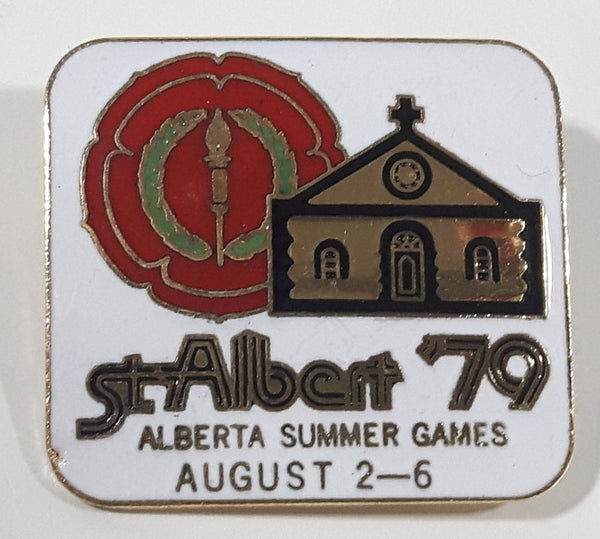 St. Albert '79
ALBERTA SUMMER GAMES
AUGUST 2–6